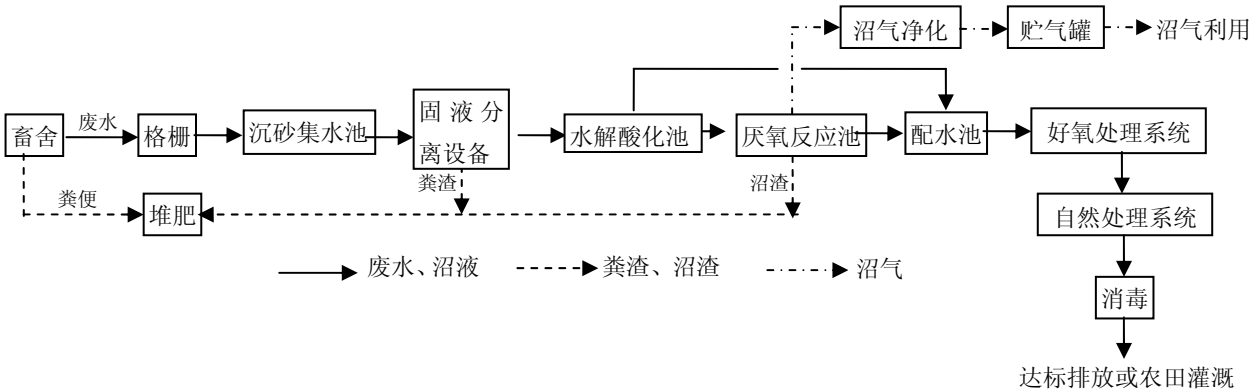 沼气净化
贮气罐
沼气利用
畜舍
废水
格栅
沉砂集水池
固液分
离设备
水解酸化池
厌氧反应池
配水池
好氧处理系统
粪渣
沼渣
粪便
堆肥
自然处理系统
废水、沼液
粪渣、沼渣
沼气
消毒
达标排放或农田灌溉